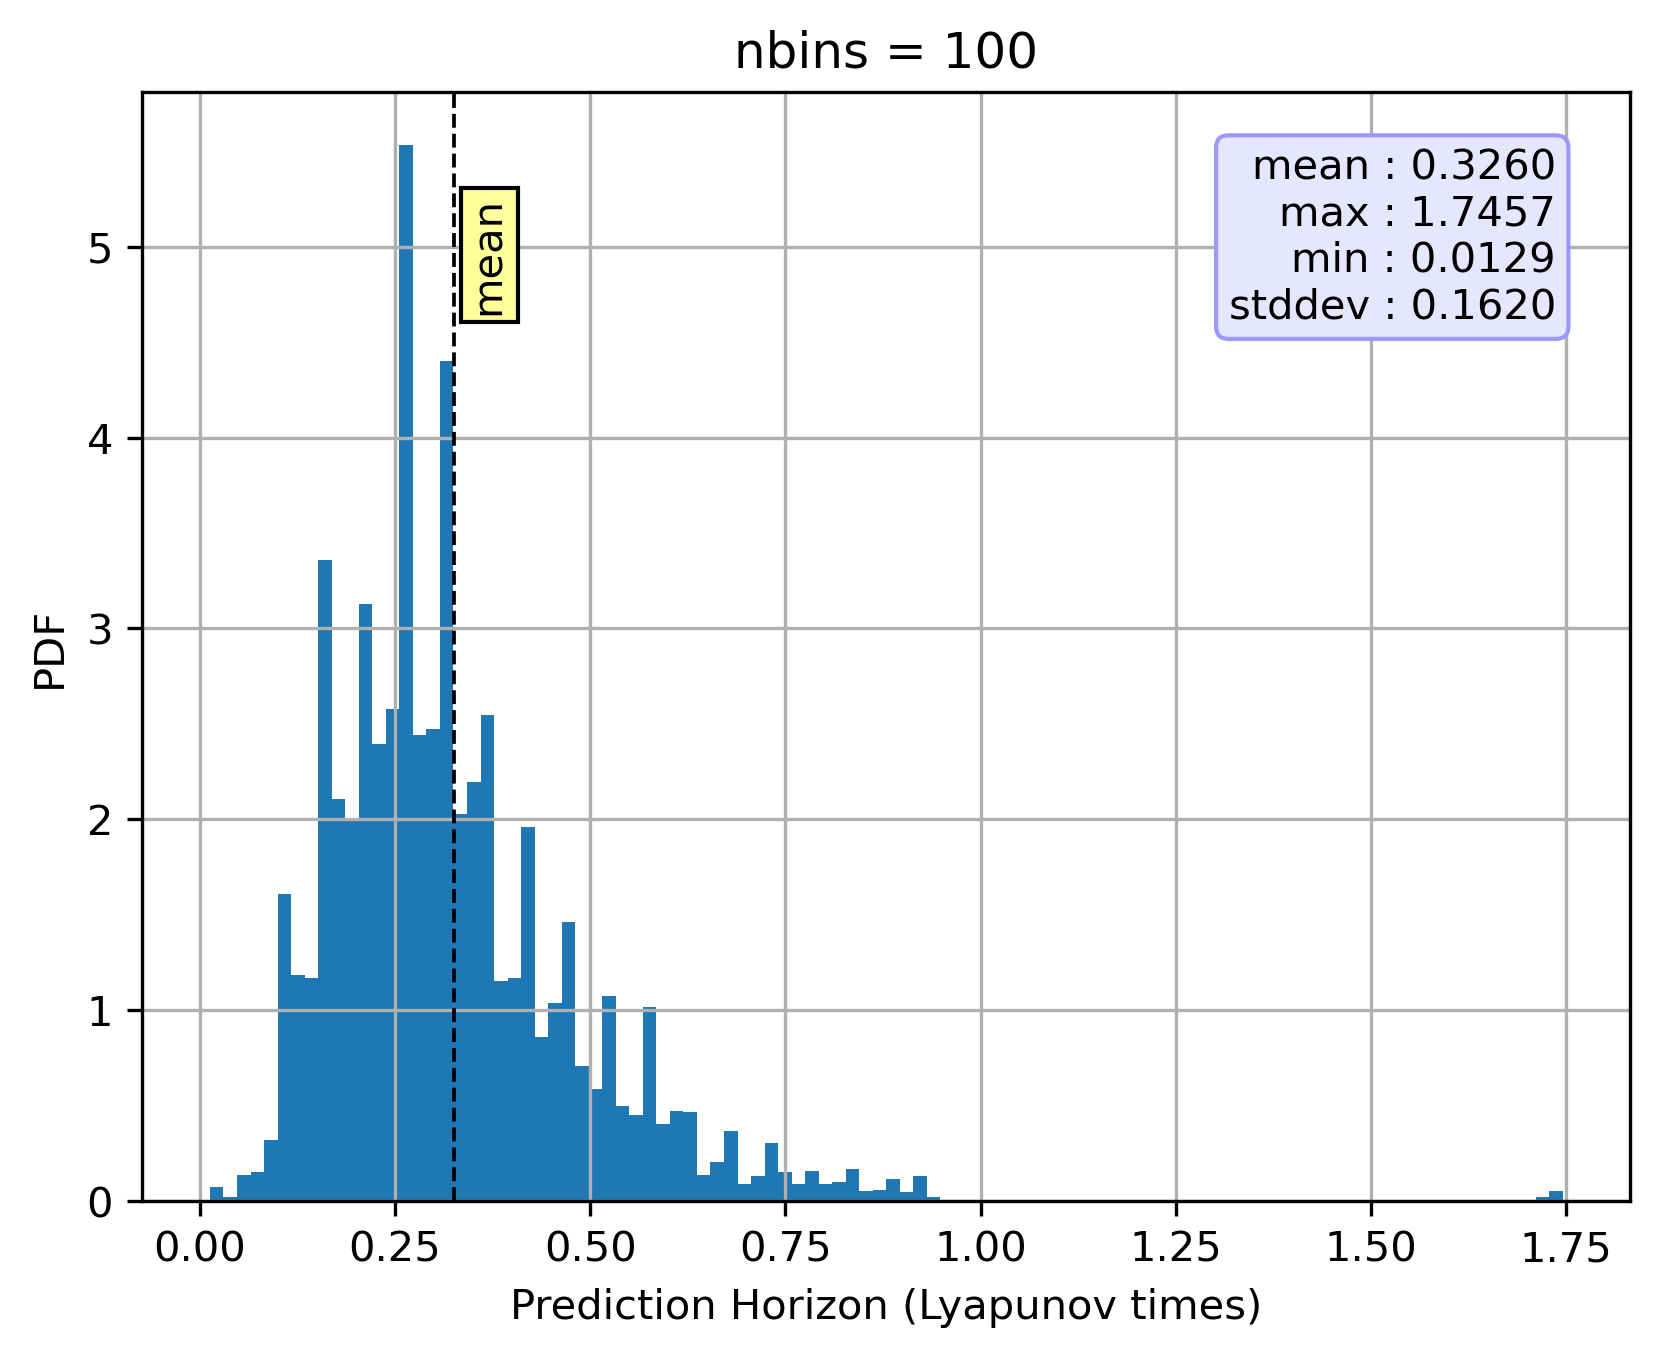 nbins = 100
mean : 0.3260
max : 1.7457
min : 0.0129
stddev : 0.1620
mean
PDF
5
4
3
2
1
0
0.00 0.25 0.50 0.75 1.00 1.25 1.50 1.75
Prediction Horizon (Lyapunov times)